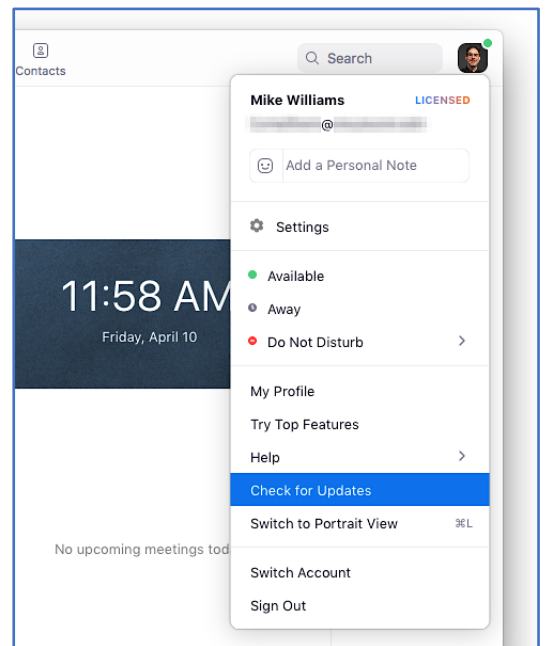 Contacts
Search
Mike Williams LICENSED
@
Add a Personal Note
Settings
11:58 AM
Friday, April 10
Available
Away
Do Not Disturb
My Profile
Try Top Features
Help
Check for Updates
Switch to Portrait View ⌘L
No upcoming meetings tod
Switch Account
Sign Out